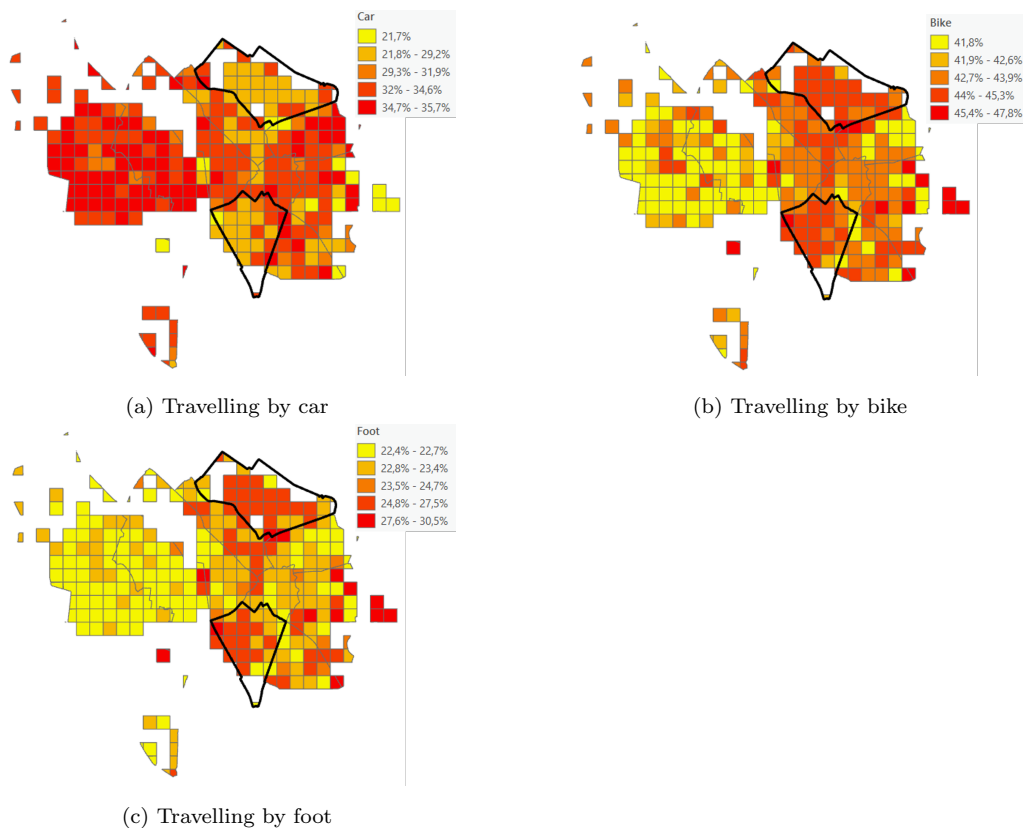 Car
21,7%
21,8% - 29,2%
29,3% - 31,9%
32% - 34,6%
34,7% - 35,7%
Bike
41,8%
41,9% - 42,6%
42,7% - 43,9%
44% - 45,3%
45,4% - 47,8%
(a) Travelling by car
(b) Travelling by bike
Foot
22,4% - 22,7%
22,8% - 23,4%
23,5% - 24,7%
24,8% - 27,5%
27,6% - 30,5%
(c) Travelling by foot